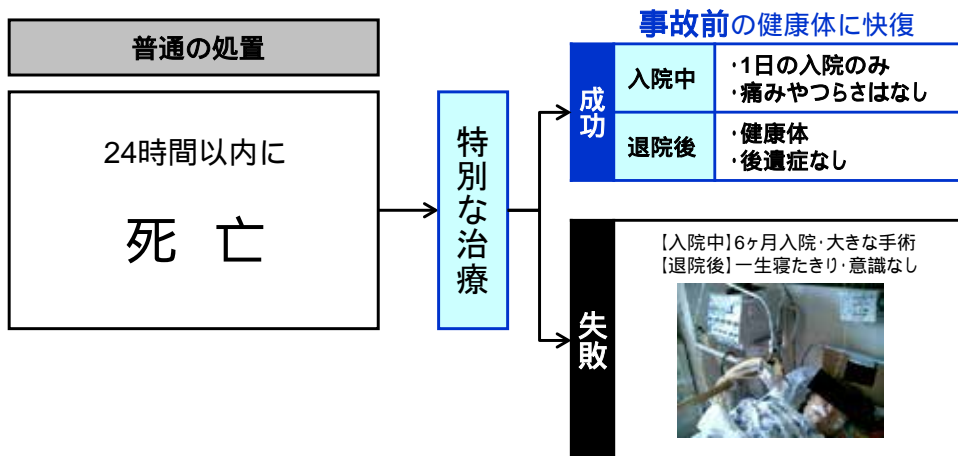 事故前の健康体に快復
普通の処置
24時間以内に
死 亡
特別な治療
成功
入院中
・1日の入院のみ
・痛みやつらさはなし
退院後
・健康体
・後遺症なし
失敗
【入院中】6ヶ月入院・大きな手術
【退院後】一生寝たきり・意識なし